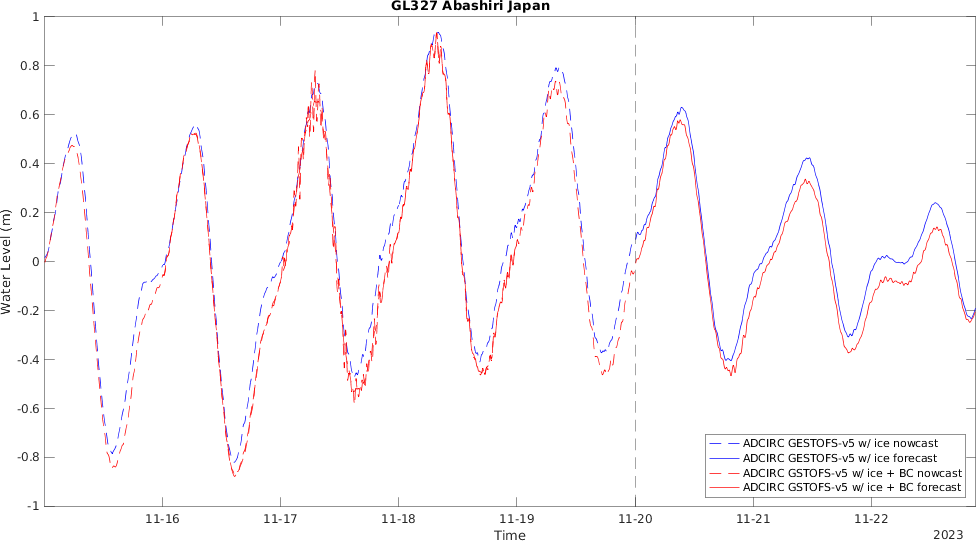 GL327 Abashiri Japan
1
0.8
0.6
0.4
0.2
0
-0.2
-0.4
-0.6
-0.8
-1
Water Level (m)
11-16
11-17
11-18
11-19
11-20
11-21
11-22
Time
2023
ADCIRC GESTOFS-v5 w/ ice nowcast
ADCIRC GESTOFS-v5 w/ ice forecast
ADCIRC GSTOFS-v5 w/ ice + BC nowcast
ADCIRC GSTOFS-v5 w/ ice + BC forecast